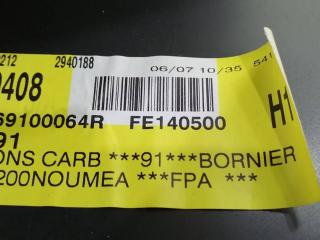 212 2940188
06/07 10/35 541
0408
69100064R FE140500
H1
91
ONS CARB ***91***BORNIER
200NOUMEA ***FPA ***